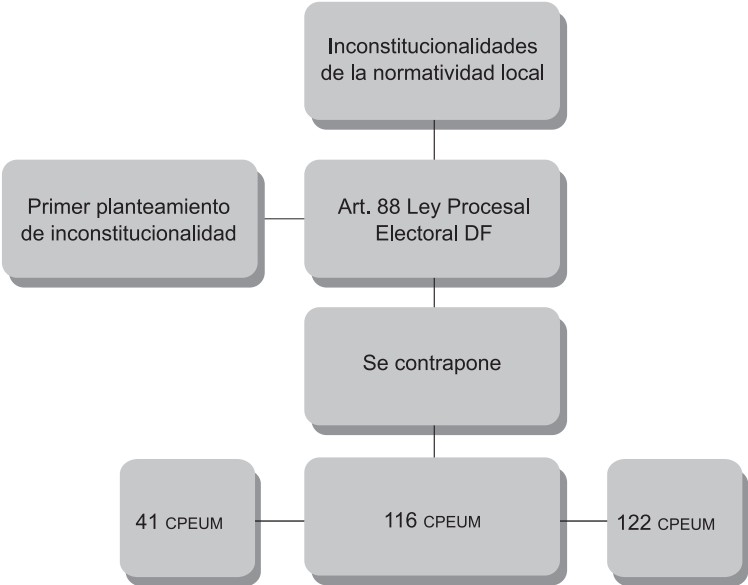 Inconstitucionalidades
de la normatividad local
Primer planteamiento
de inconstitucionalidad
Art. 88 Ley Procesal
Electoral DF
Se contrapone
41 CPEUM
116 CPEUM
122 CPEUM